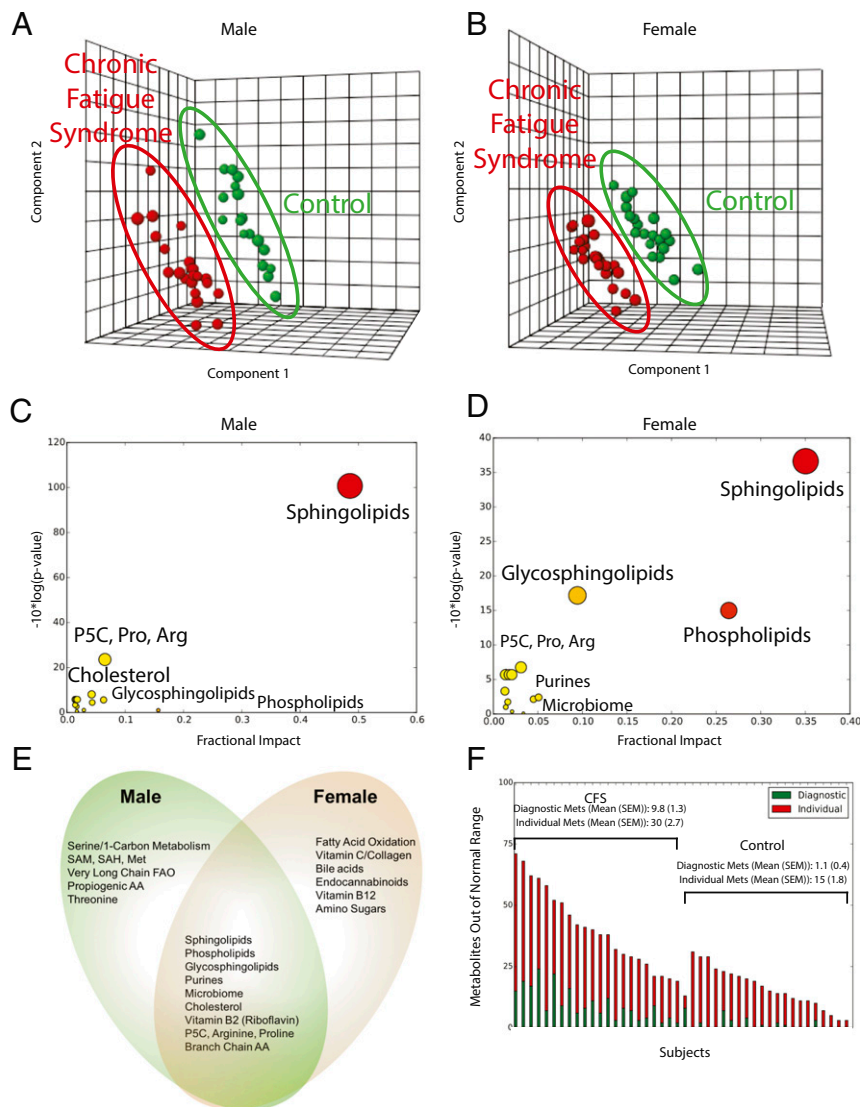 A
Male
Chronic
Fatigue
Syndrome
Control
Component 2
Component 1
B
Female
Chronic
Fatigue
Syndrome
Control
Component 2
Component 1
C
Male
120
100
80
60
40
20
0
-10*log(p-value)
Sphingolipids
P5C, Pro, Arg
Cholesterol
Glycosphingolipids
Phospholipids
0.0 0.1 0.2 0.3 0.4 0.5 0.6
Fractional Impact
D
Female
40
35
30
25
20
15
10
5
0
-10*log(p-value)
Sphingolipids
Glycosphingolipids
Phospholipids
P5C, Pro, Arg
Purines
Microbiome
0.00 0.05 0.10 0.15 0.20 0.25 0.30 0.35 0.40
Fractional Impact
E
Male
Serine/1-Carbon Metabolism
SAM, SAH, Met
Very Long Chain FAO
Propiogenic AA
Threonine
Female
Fatty Acid Oxidation
Vitamin C/Collagen
Bile acids
Endocannabinoids
Vitamin B12
Amino Sugars
Sphingolipids
Phospholipids
Glycosphingolipids
Purines
Microbiome
Cholesterol
Vitamin B2 (Riboflavin)
P5C, Arginine, Proline
Branch Chain AA
F
100
75
50
25
0
Metabolites Out of Normal Range
CFS
Diagnostic Mets (Mean (SEM)): 9.8 (1.3)
Individual Mets (Mean (SEM)): 30 (2.7)
Diagnostic
Individual
Control
Diagnostic Mets (Mean (SEM)): 1.1 (0.4)
Individual Mets (Mean (SEM)): 15 (1.8)
Subjects